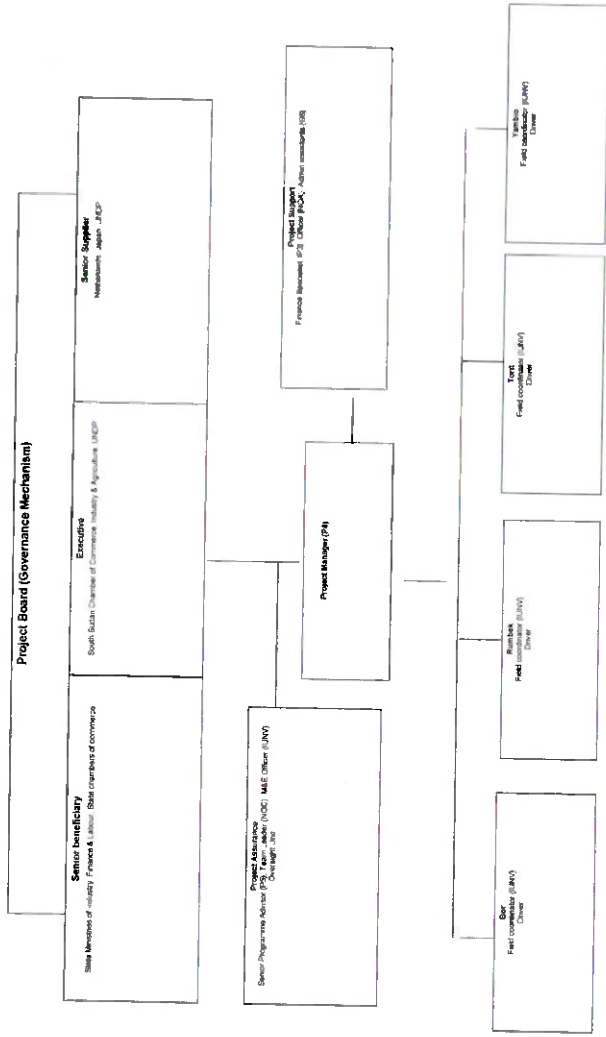 Project Board (Governance Mechanism)
Senior beneficiary
State Ministries of Industry, Finance & Labour, State chambers of commerce
Executive
South Sudan Chamber of Commerce, Industry & Agriculture, UNDP
Senior Supplier
Netherlands, Japan, UNDP
Project Assurance
Senior Programme Advisor (P5), Team Leader (NOC), M&E Officer (IUNV)
Oversight Line
Project Manager (P4)
Project Support
Finance Specialist (P3), Officer (NOA), Admin assistants
Bor
Field coordinator (IUNV)
Driver
Rumbek
Field coordinator (IUNV)
Driver
Tonj
Field coordinator (IUNV)
Driver
Yambio
Field coordinator (IUNV)
Driver